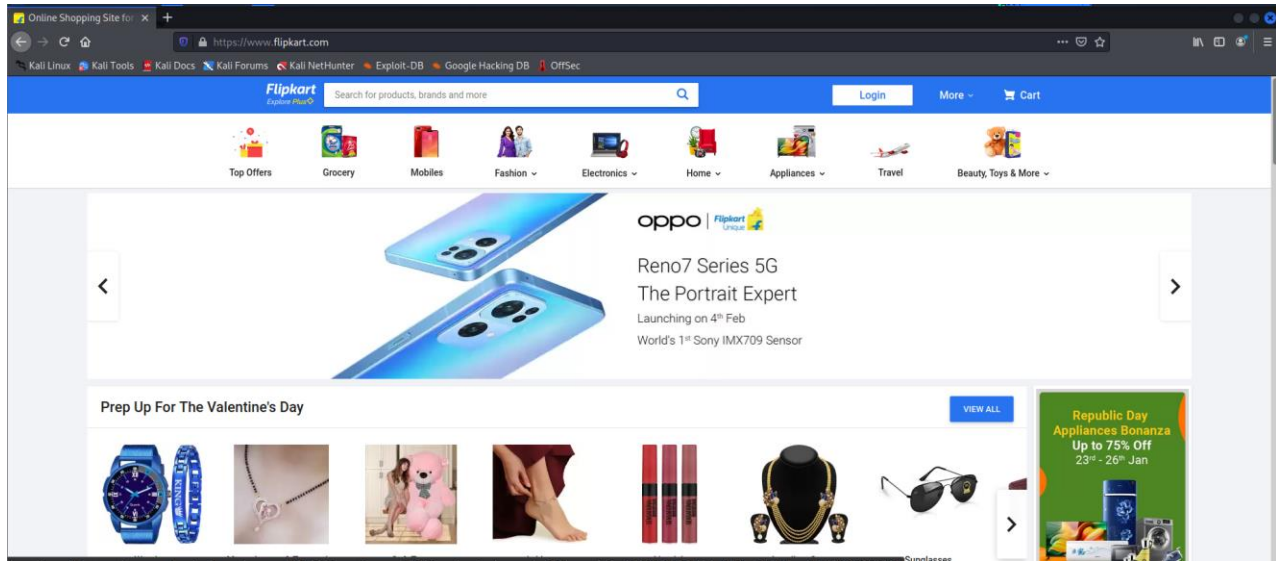 Online Shopping Site for
https://www.flipkart.com
Kali Linux Kali Tools Kali Docs Kali Forums Kali NetHunter Exploit-DB Google Hacking DB OffSec
Flipkart
Explore Plus
Search for products, brands and more
Login
More
Cart
Top Offers
Grocery
Mobiles
Fashion
Electronics
Home
Appliances
Travel
Beauty, Toys & More
oppo | Flipkart Unique
Reno7 Series 5G
The Portrait Expert
Launching on 4th Feb
World's 1st Sony IMX709 Sensor
Prep Up For The Valentine's Day
VIEW ALL
KING
Republic Day
Appliances Bonanza
Up to 75% Off
23rd - 26th Jan
Sunglasses